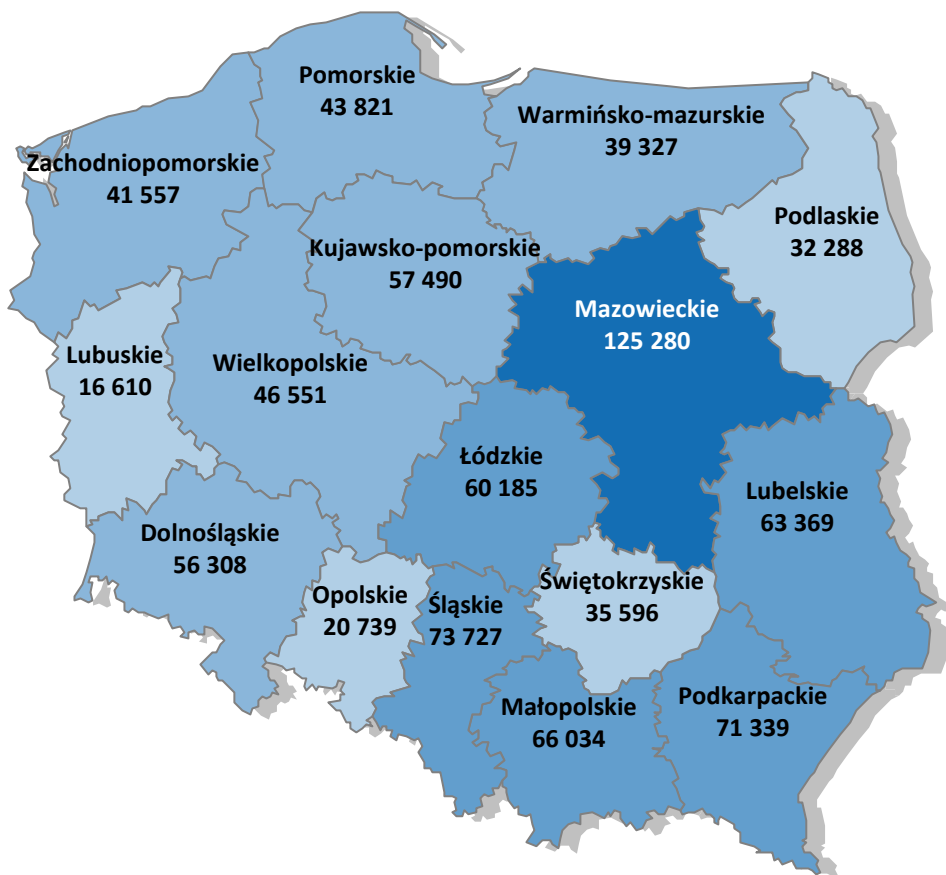 Pomorskie
43 821
Warmińsko-mazurskie
39 327
Zachodniopomorskie
41 557
Podlaskie
32 288
Kujawsko-pomorskie
57 490
Mazowieckie
125 280
Lubuskie
16 610
Wielkopolskie
46 551
Łódzkie
60 185
Lubelskie
63 369
Dolnośląskie
56 308
Opolskie
20 739
Śląskie
73 727
Świętokrzyskie
35 596
Małopolskie
66 034
Podkarpackie
71 339